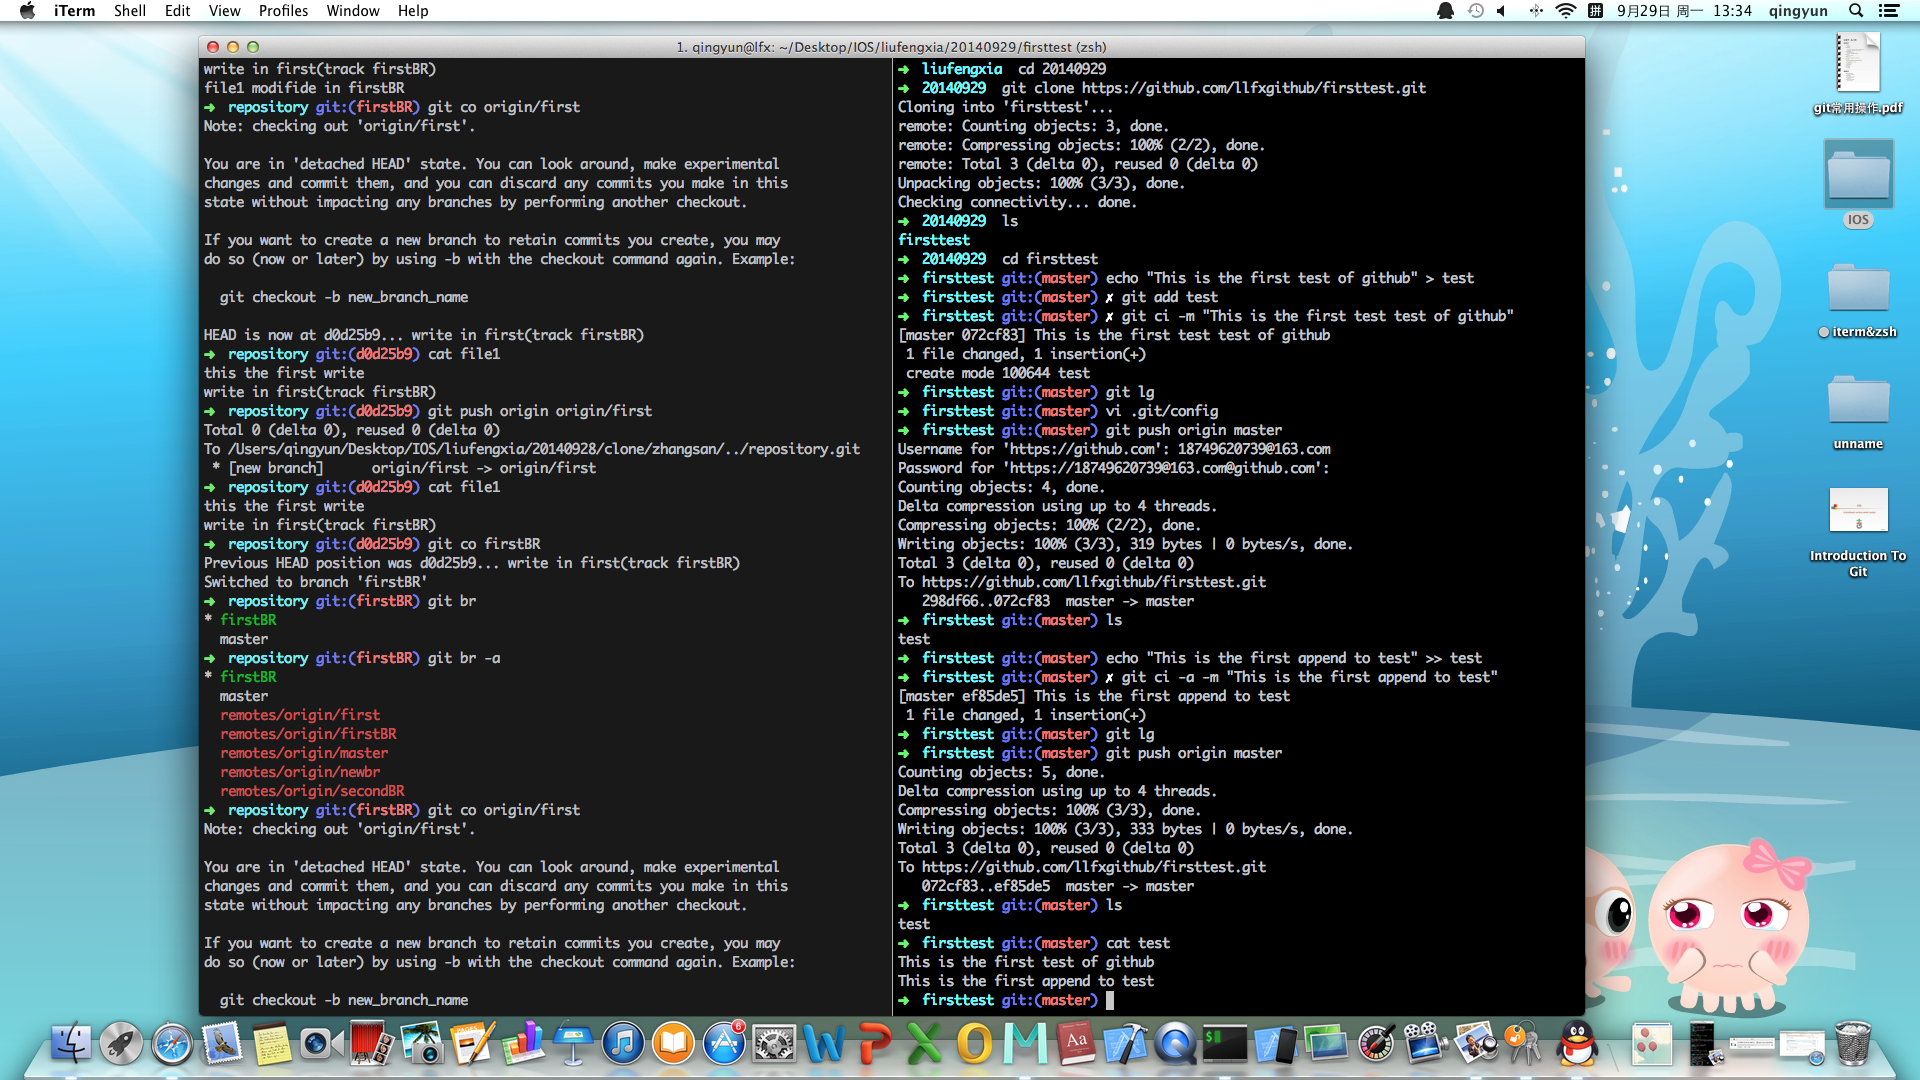 iTerm Shell Edit View Profiles Window Help
9月29日 周一 13:34 qingyun
1. qingyun@lfx: ~/Desktop/IOS/liufengxia/20140929/firsttest (zsh)
write in first(track firstBR)
file1 modifide in firstBR
➜ repository git:(firstBR) git co origin/first
Note: checking out 'origin/first'.
You are in 'detached HEAD' state. You can look around, make experimental
changes and commit them, and you can discard any commits you make in this
state without impacting any branches by performing another checkout.
If you want to create a new branch to retain commits you create, you may
do so (now or later) by using -b with the checkout command again. Example:
git checkout -b new_branch_name
HEAD is now at d0d25b9... write in first(track firstBR)
➜ repository git:(d0d25b9) cat file1
this the first write
write in first(track firstBR)
➜ repository git:(d0d25b9) git push origin origin/first
Total 0 (delta 0), reused 0 (delta 0)
To /Users/qingyun/Desktop/IOS/liufengxia/20140928/clone/zhangsan/../repository.git
* [new branch] origin/first -> origin/first
➜ repository git:(d0d25b9) cat file1
this the first write
write in first(track firstBR)
➜ repository git:(d0d25b9) git co firstBR
Previous HEAD position was d0d25b9... write in first(track firstBR)
Switched to branch 'firstBR'
➜ repository git:(firstBR) git br
* firstBR
master
➜ repository git:(firstBR) git br -a
* firstBR
master
remotes/origin/first
remotes/origin/firstBR
remotes/origin/master
remotes/origin/newbr
remotes/origin/secondBR
➜ repository git:(firstBR) git co origin/first
Note: checking out 'origin/first'.
You are in 'detached HEAD' state. You can look around, make experimental
changes and commit them, and you can discard any commits you make in this
state without impacting any branches by performing another checkout.
If you want to create a new branch to retain commits you create, you may
do so (now or later) by using -b with the checkout command again. Example:
git checkout -b new_branch_name
➜ liufengxia cd 20140929
➜ 20140929 git clone https://github.com/llfxgithub/firsttest.git
Cloning into 'firsttest'...
remote: Counting objects: 3, done.
remote: Compressing objects: 100% (2/2), done.
remote: Total 3 (delta 0), reused 0 (delta 0)
Unpacking objects: 100% (3/3), done.
Checking connectivity... done.
➜ 20140929 ls
firsttest
➜ 20140929 cd firsttest
➜ firsttest git:(master) echo "This is the first test of github" > test
➜ firsttest git:(master) ✗ git add test
➜ firsttest git:(master) ✗ git ci -m "This is the first test test of github"
[master 072cf83] This is the first test test of github
1 file changed, 1 insertion(+)
create mode 100644 test
➜ firsttest git:(master) git lg
➜ firsttest git:(master) vi .git/config
➜ firsttest git:(master) git push origin master
Username for 'https://github.com': 18749620739@163.com
Password for 'https://18749620739@163.com@github.com':
Counting objects: 4, done.
Delta compression using up to 4 threads.
Compressing objects: 100% (2/2), done.
Writing objects: 100% (3/3), 319 bytes | 0 bytes/s, done.
Total 3 (delta 0), reused 0 (delta 0)
To https://github.com/llfxgithub/firsttest.git
298df66..072cf83 master -> master
➜ firsttest git:(master) ls
test
➜ firsttest git:(master) echo "This is the first append to test" >> test
➜ firsttest git:(master) ✗ git ci -a -m "This is the first append to test"
[master ef85de5] This is the first append to test
1 file changed, 1 insertion(+)
➜ firsttest git:(master) git lg
➜ firsttest git:(master) git push origin master
Counting objects: 5, done.
Delta compression using up to 4 threads.
Compressing objects: 100% (3/3), done.
Writing objects: 100% (3/3), 333 bytes | 0 bytes/s, done.
Total 3 (delta 0), reused 0 (delta 0)
To https://github.com/llfxgithub/firsttest.git
072cf83..ef85de5 master -> master
➜ firsttest git:(master) ls
test
➜ firsttest git:(master) cat test
This is the first test of github
This is the first append to test
➜ firsttest git:(master)
git常用操作.pdf
IOS
iterm&zsh
unname
Introduction To
Git